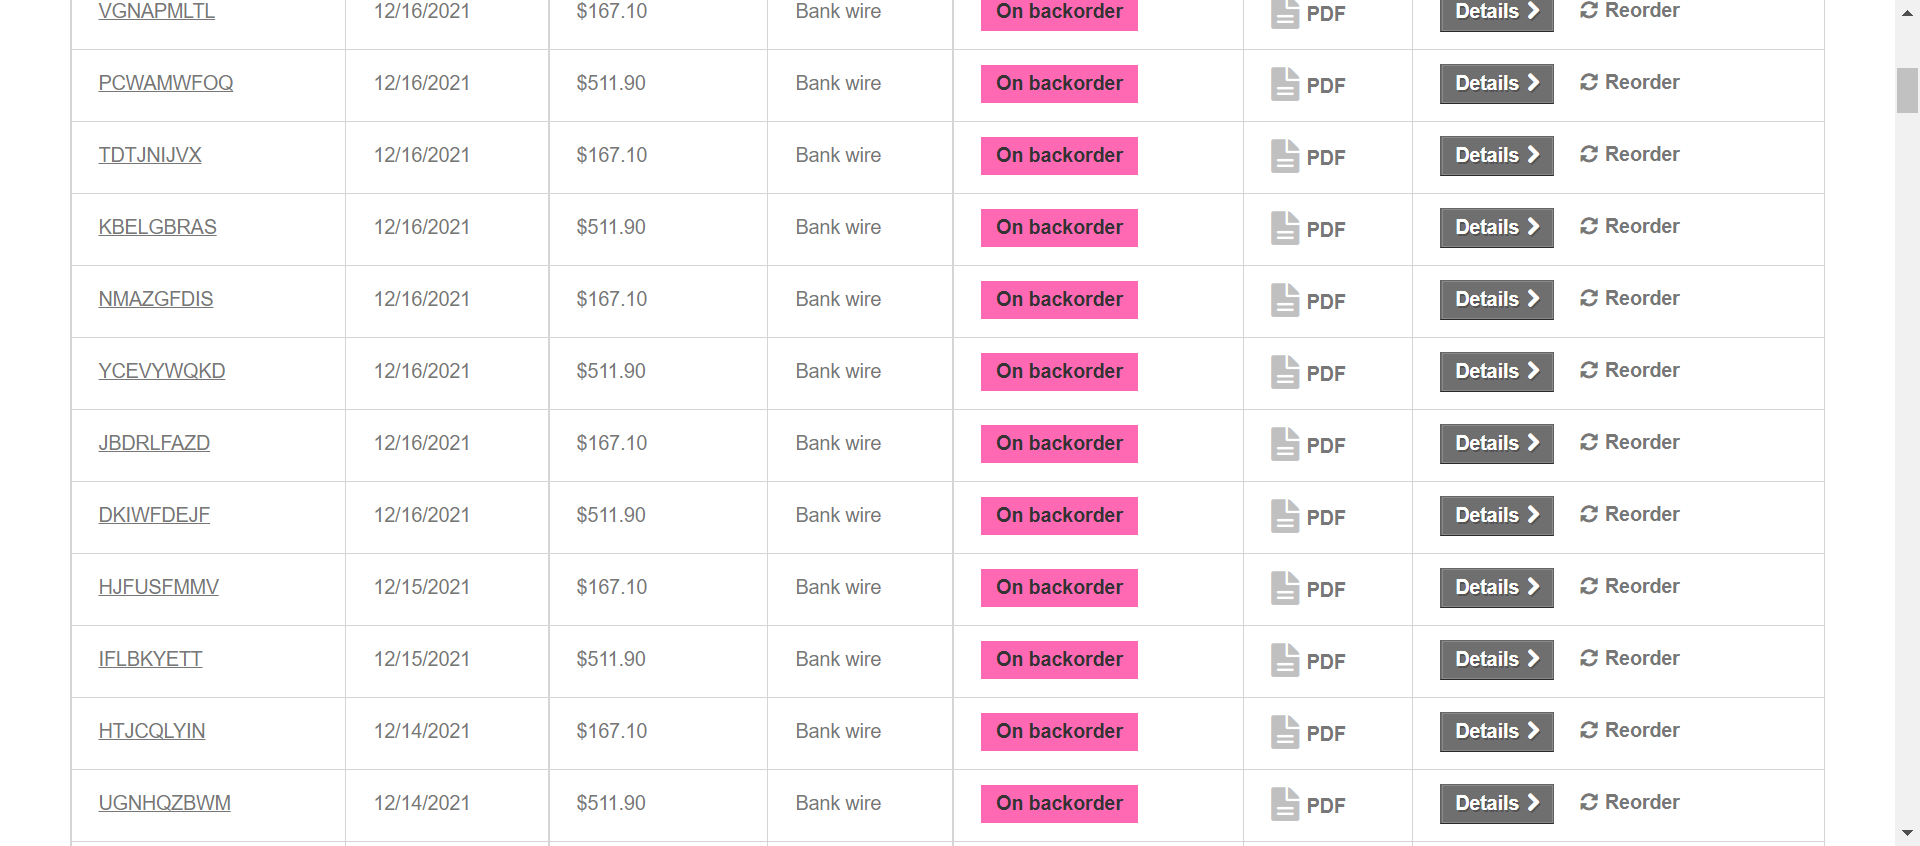 VGNAPMLTL 12/16/2021 $167.10 Bank wire On backorder PDF Details Reorder
PCWAMWFOQ 12/16/2021 $511.90 Bank wire On backorder PDF Details Reorder
TDTJNIJVX 12/16/2021 $167.10 Bank wire On backorder PDF Details Reorder
KBELGBRAS 12/16/2021 $511.90 Bank wire On backorder PDF Details Reorder
NMAZGFDIS 12/16/2021 $167.10 Bank wire On backorder PDF Details Reorder
YCEVYWQKD 12/16/2021 $511.90 Bank wire On backorder PDF Details Reorder
JBDRLFAZD 12/16/2021 $167.10 Bank wire On backorder PDF Details Reorder
DKIWFDEJF 12/16/2021 $511.90 Bank wire On backorder PDF Details Reorder
HJFUSFMMV 12/15/2021 $167.10 Bank wire On backorder PDF Details Reorder
IFLBKYETT 12/15/2021 $511.90 Bank wire On backorder PDF Details Reorder
HTJCQLYIN 12/14/2021 $167.10 Bank wire On backorder PDF Details Reorder
UGNHQZBWM 12/14/2021 $511.90 Bank wire On backorder PDF Details Reorder